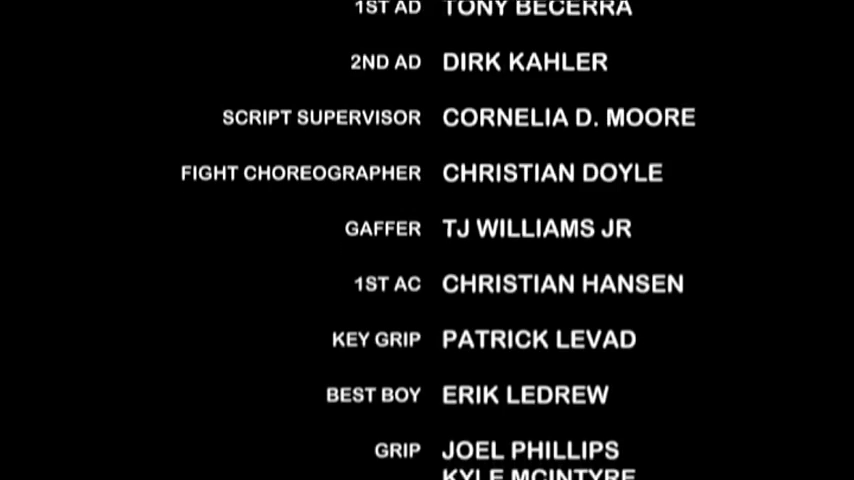 1ST AD TONY BECERRA
2ND AD DIRK KAHLER
SCRIPT SUPERVISOR CORNELIA D. MOORE
FIGHT CHOREOGRAPHER CHRISTIAN DOYLE
GAFFER TJ WILLIAMS JR
1ST AC CHRISTIAN HANSEN
KEY GRIP PATRICK LEVAD
BEST BOY ERIK LEDREW
GRIP JOEL PHILLIPS
KYLE MCINTYRE